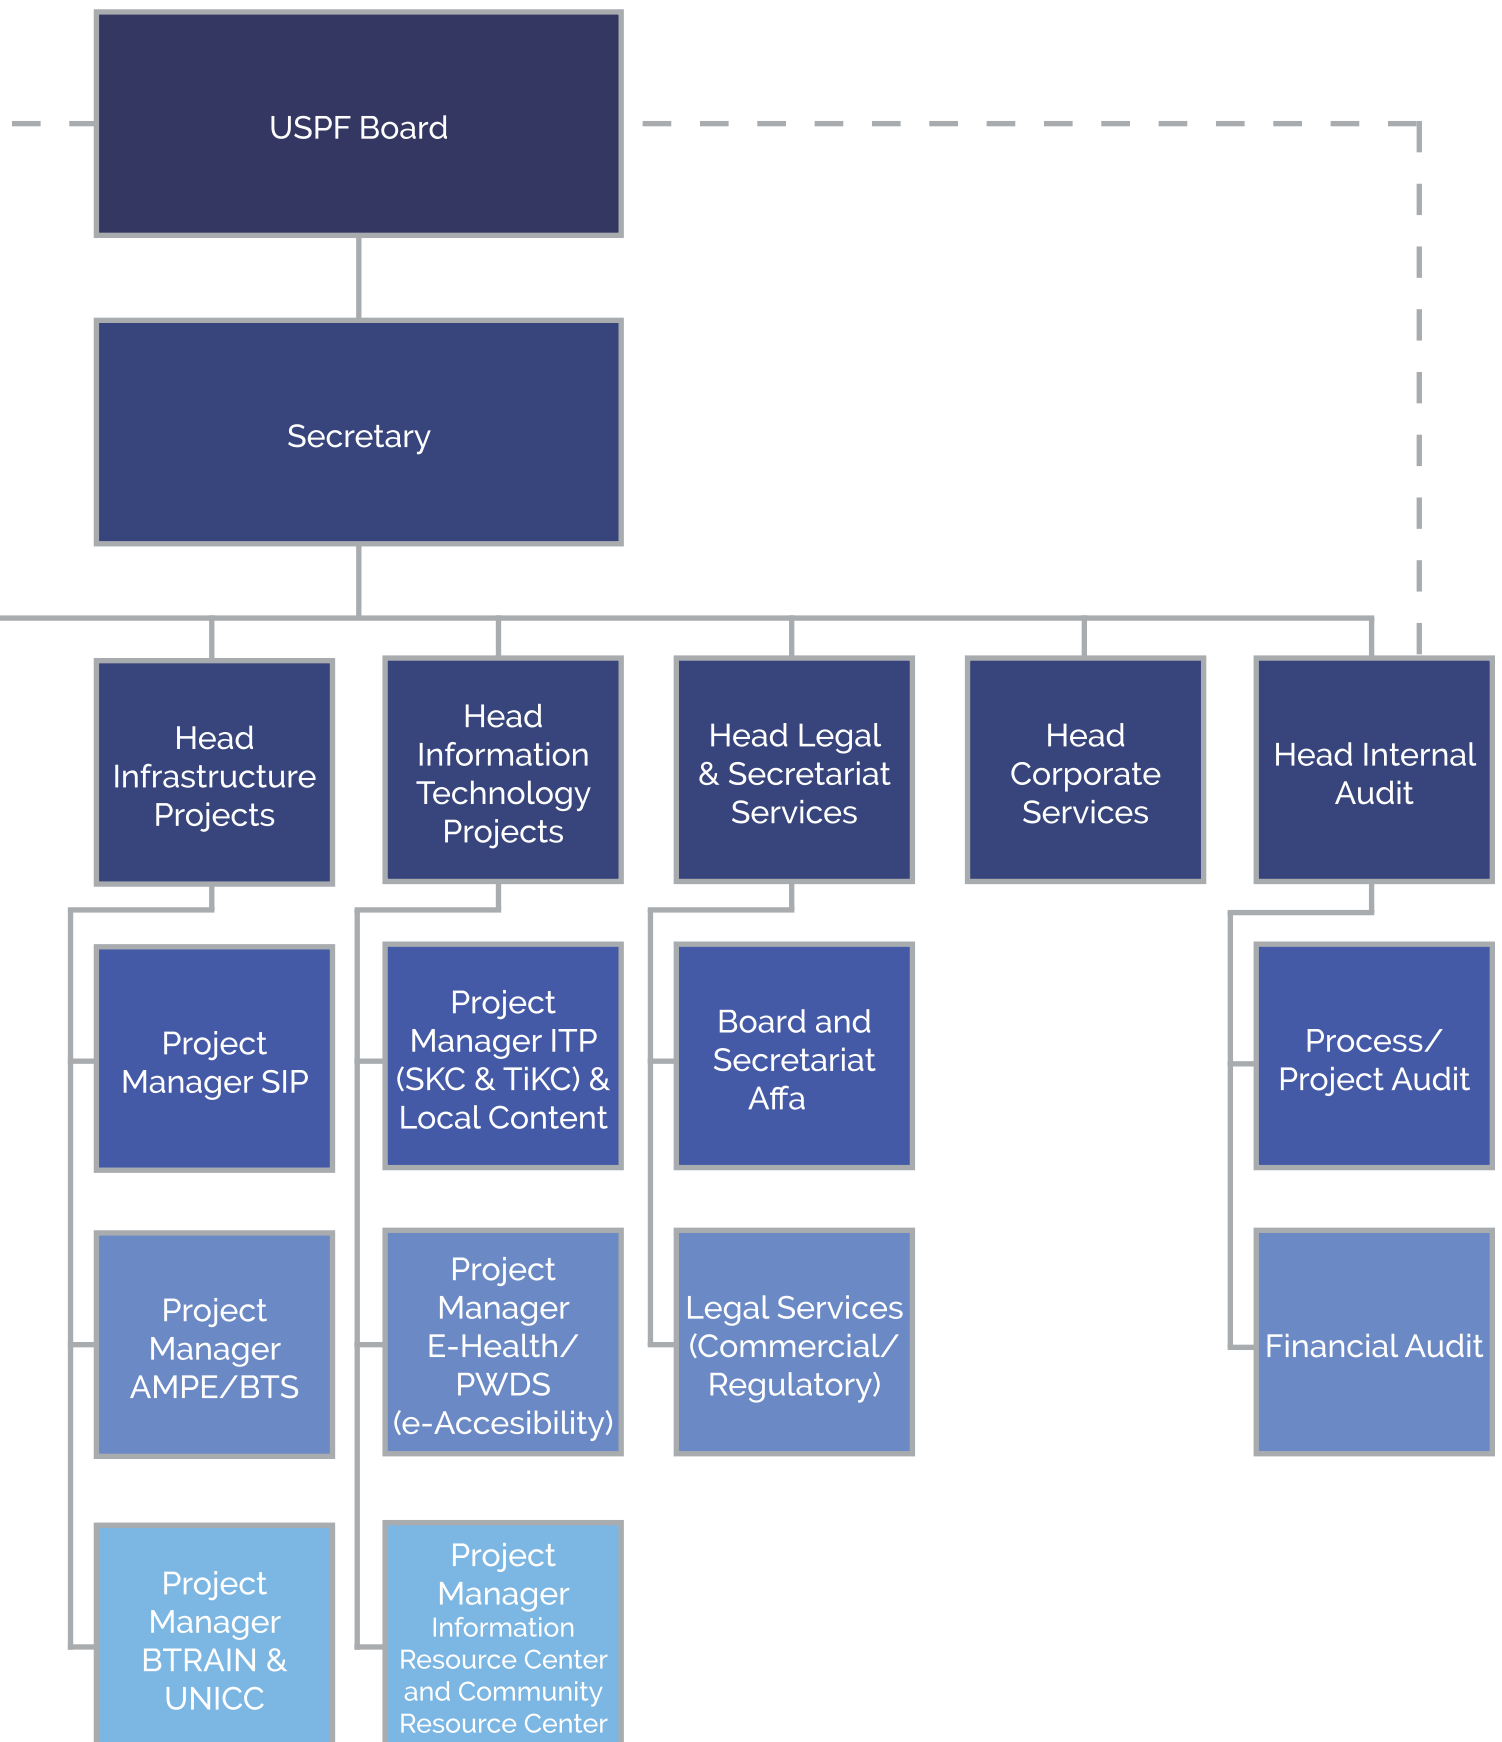 USPF Board
Secretary
Head
Infrastructure
Projects
Head
Information
Technology
Projects
Head Legal
& Secretariat
Services
Head
Corporate
Services
Head Internal
Audit
Project
Manager SIP
Project
Manager ITP
(SKC & TiKC) &
Local Content
Board and
Secretariat
Affa
Process/
Project Audit
Project
Manager
AMPE/BTS
Project
Manager
E-Health/
PWDS
(e-Accesibility)
Legal Services
(Commercial/
Regulatory)
Financial Audit
Project
Manager
BTRAIN &
UNICC
Project
Manager
Information
Resource Center
and Community
Resource Center